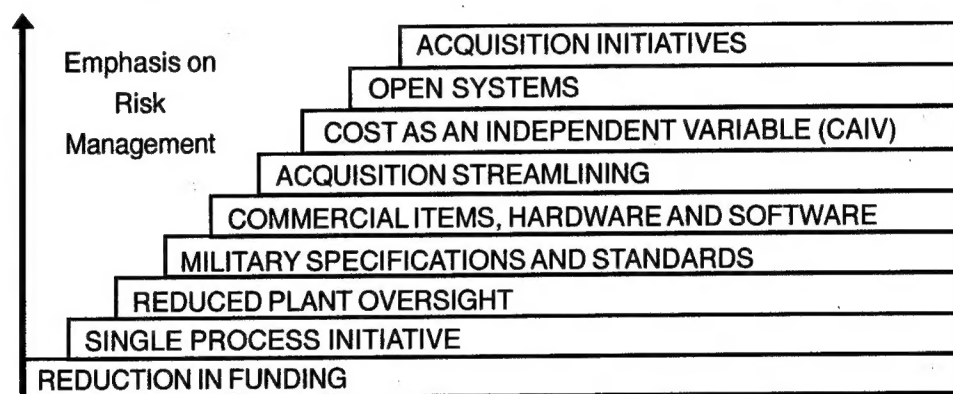 Emphasis on
Risk
Management
ACQUISITION INITIATIVES
OPEN SYSTEMS
COST AS AN INDEPENDENT VARIABLE (CAIV)
ACQUISITION STREAMLINING
COMMERCIAL ITEMS, HARDWARE AND SOFTWARE
MILITARY SPECIFICATIONS AND STANDARDS
REDUCED PLANT OVERSIGHT
SINGLE PROCESS INITIATIVE
REDUCTION IN FUNDING